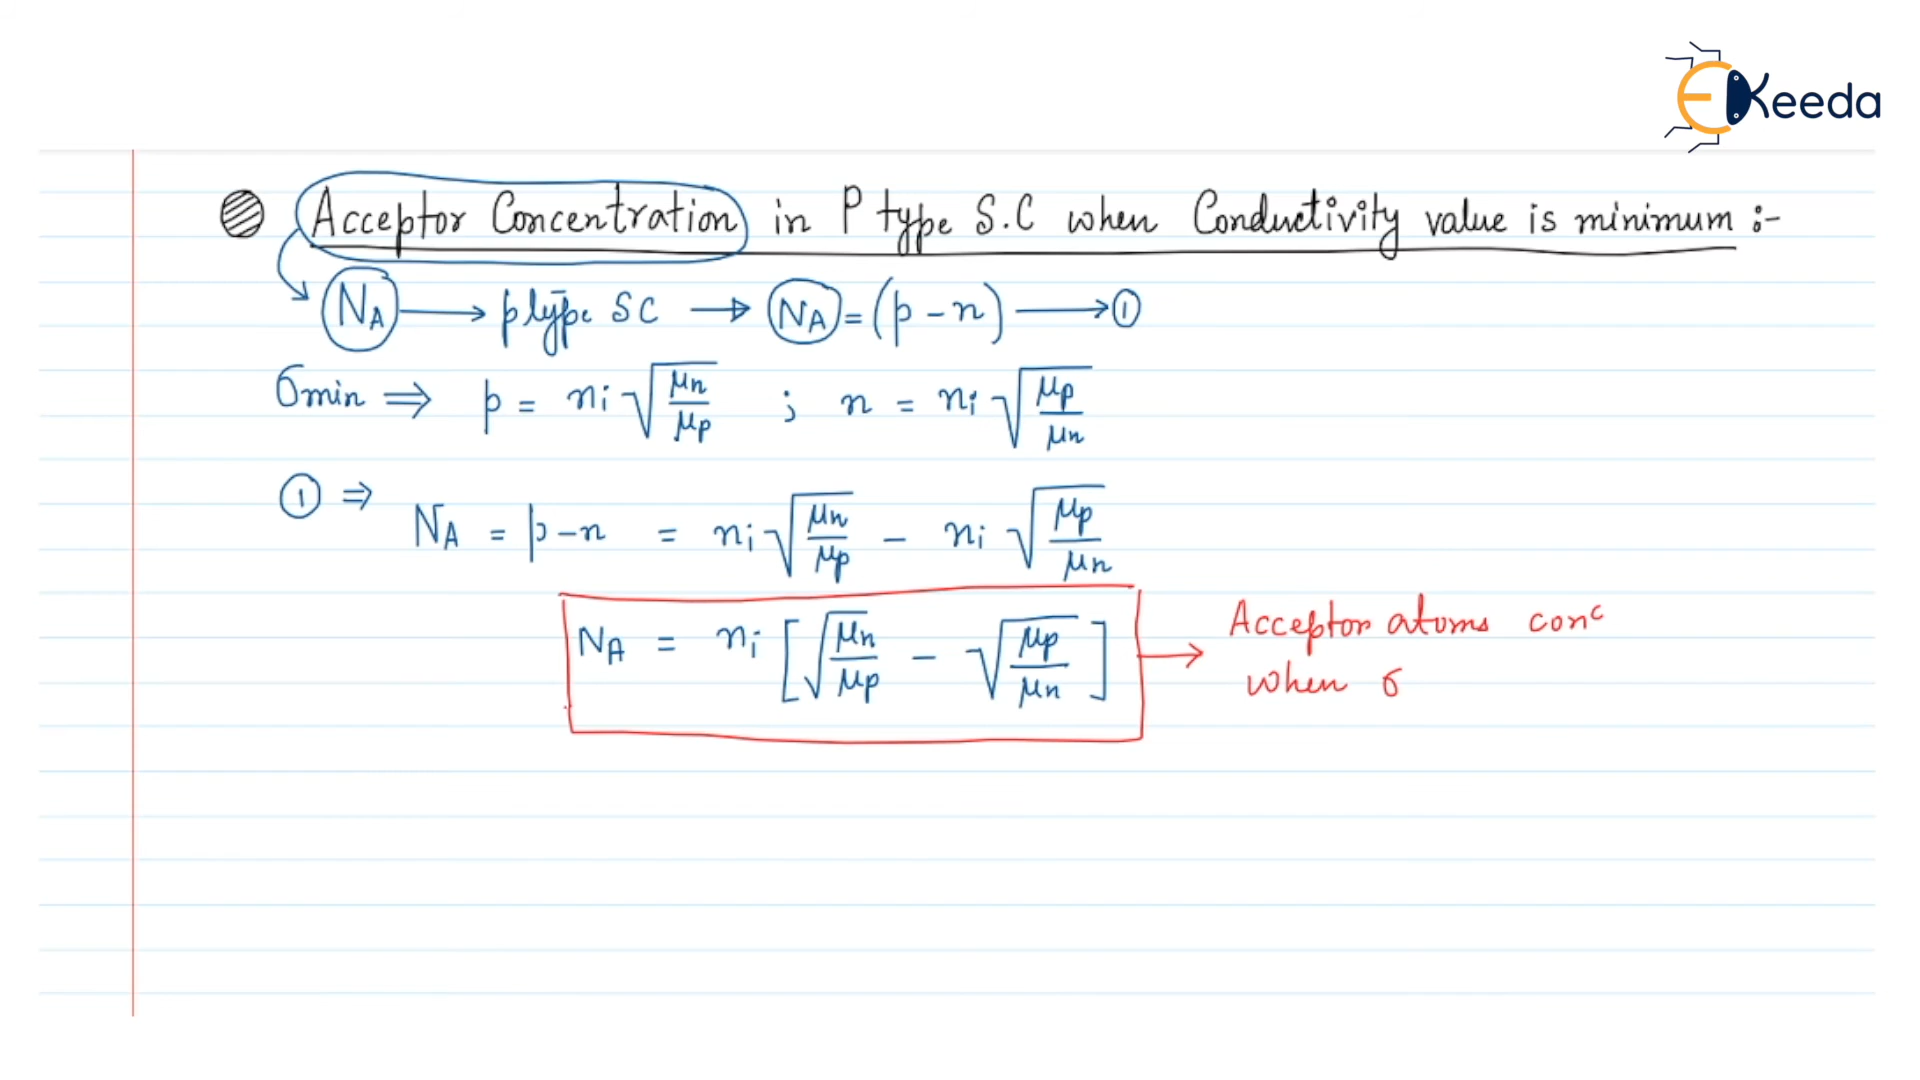 EKeeda
Acceptor Concentration in P type S.C when Conductivity value is minimum :-
NA → p type SC → NA = (p - n) → ①
σmin ⇒ p = ni √(μn/μp) ; n = ni √(μp/μn)
① ⇒
NA = p - n = ni √(μn/μp) - ni √(μp/μn)
NA = ni [√(μn/μp) - √(μp/μn)] → Acceptor atoms conc
when σ